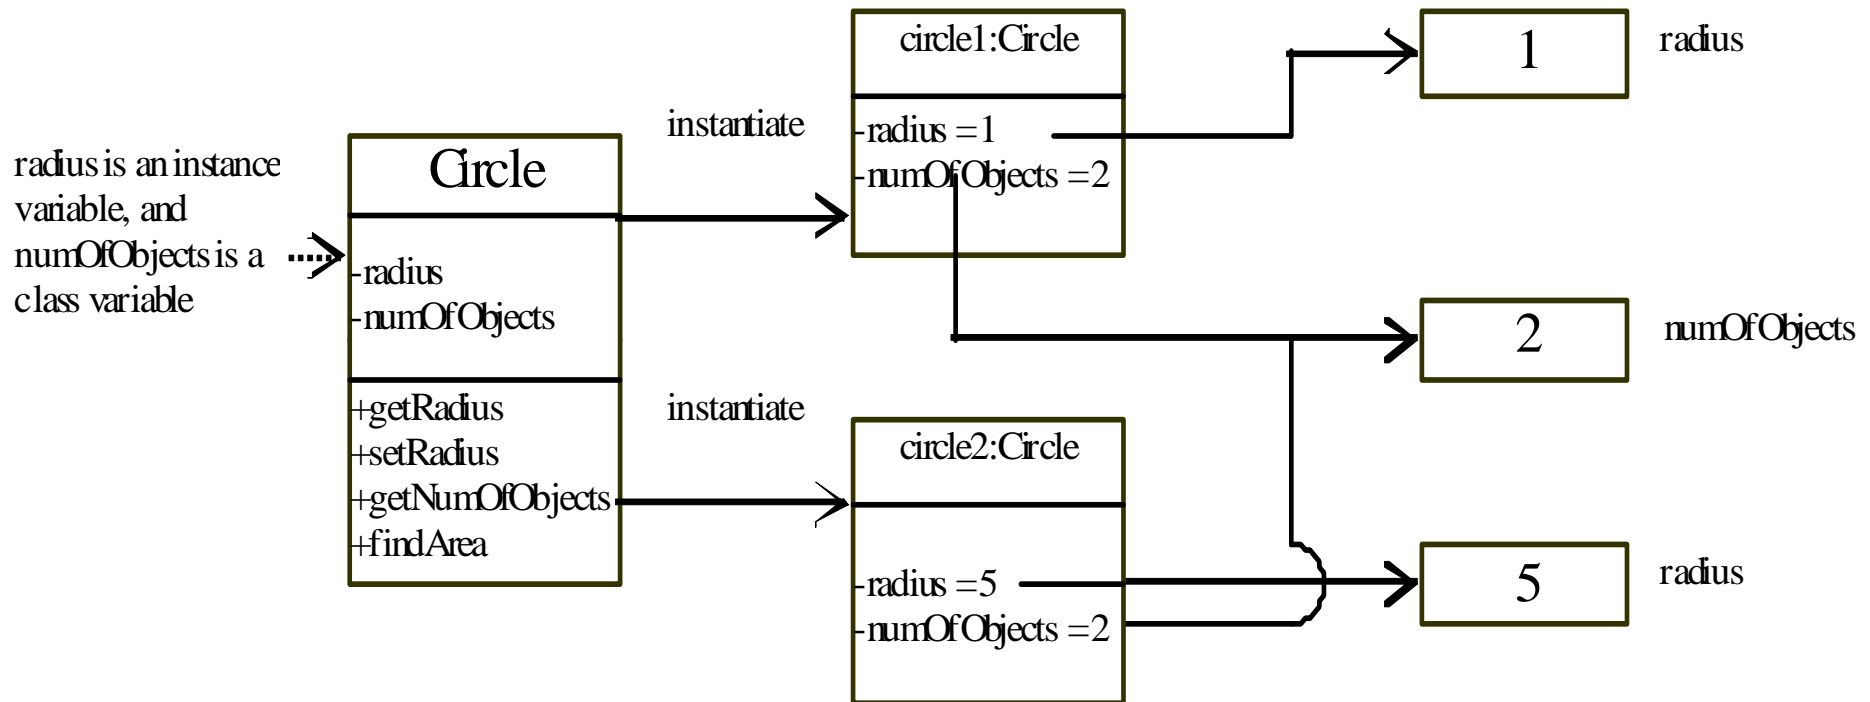 radius is an instance
variable, and
numOfObjects is a
class variable
Circle
-radius
-numOfObjects
+getRadius
+setRadius
+getNumOfObjects
+findArea
instantiate
instantiate
circle1:Circle
-radius = 1
-numOfObjects = 2
circle2:Circle
-radius = 5
-numOfObjects = 2
1
radius
2
numOfObjects
5
radius